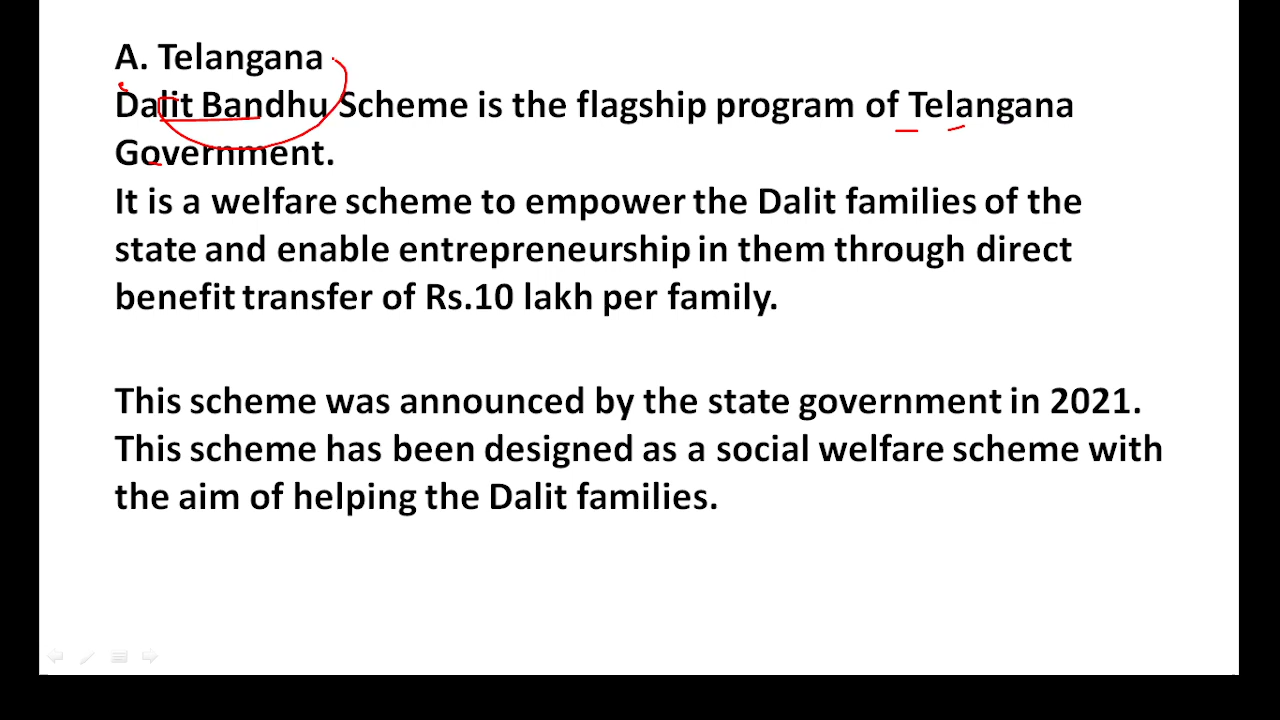 A. Telangana
Dalit Bandhu Scheme is the flagship program of Telangana
Government.
It is a welfare scheme to empower the Dalit families of the
state and enable entrepreneurship in them through direct
benefit transfer of Rs.10 lakh per family.
This scheme was announced by the state government in 2021.
This scheme has been designed as a social welfare scheme with
the aim of helping the Dalit families.